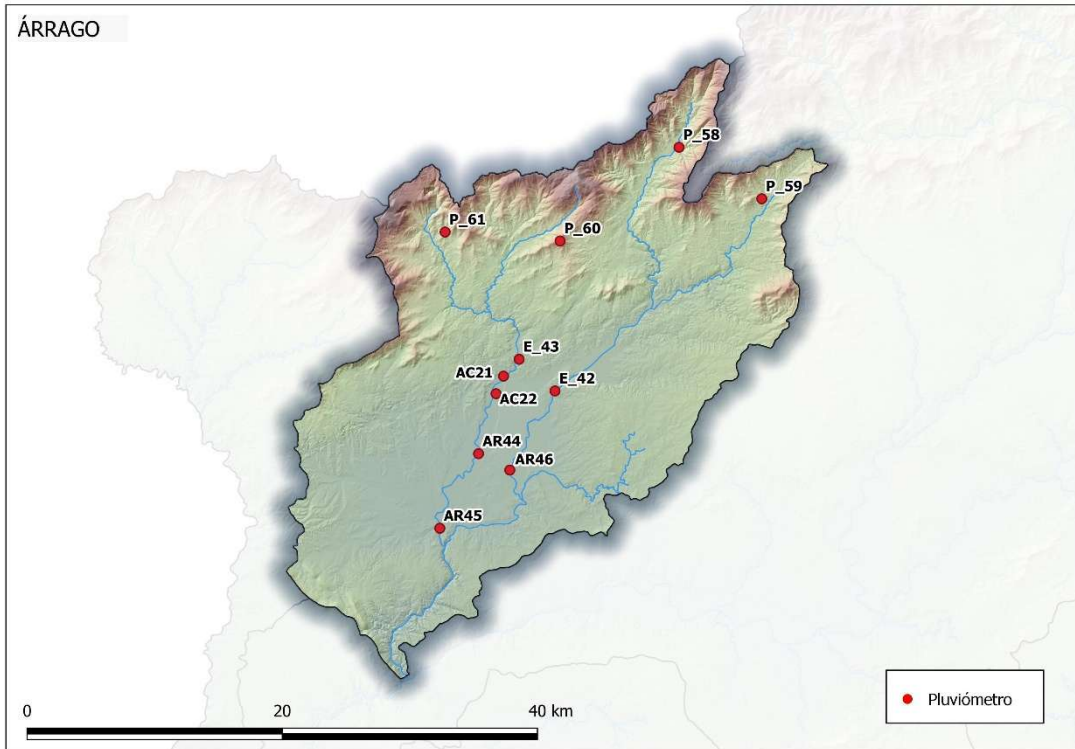 ÁRRAGO
P_58
P_59
P_61
P_60
E_43
AC21
E_42
AC22
AR44
AR46
AR45
Pluviómetro
0 20 40 km